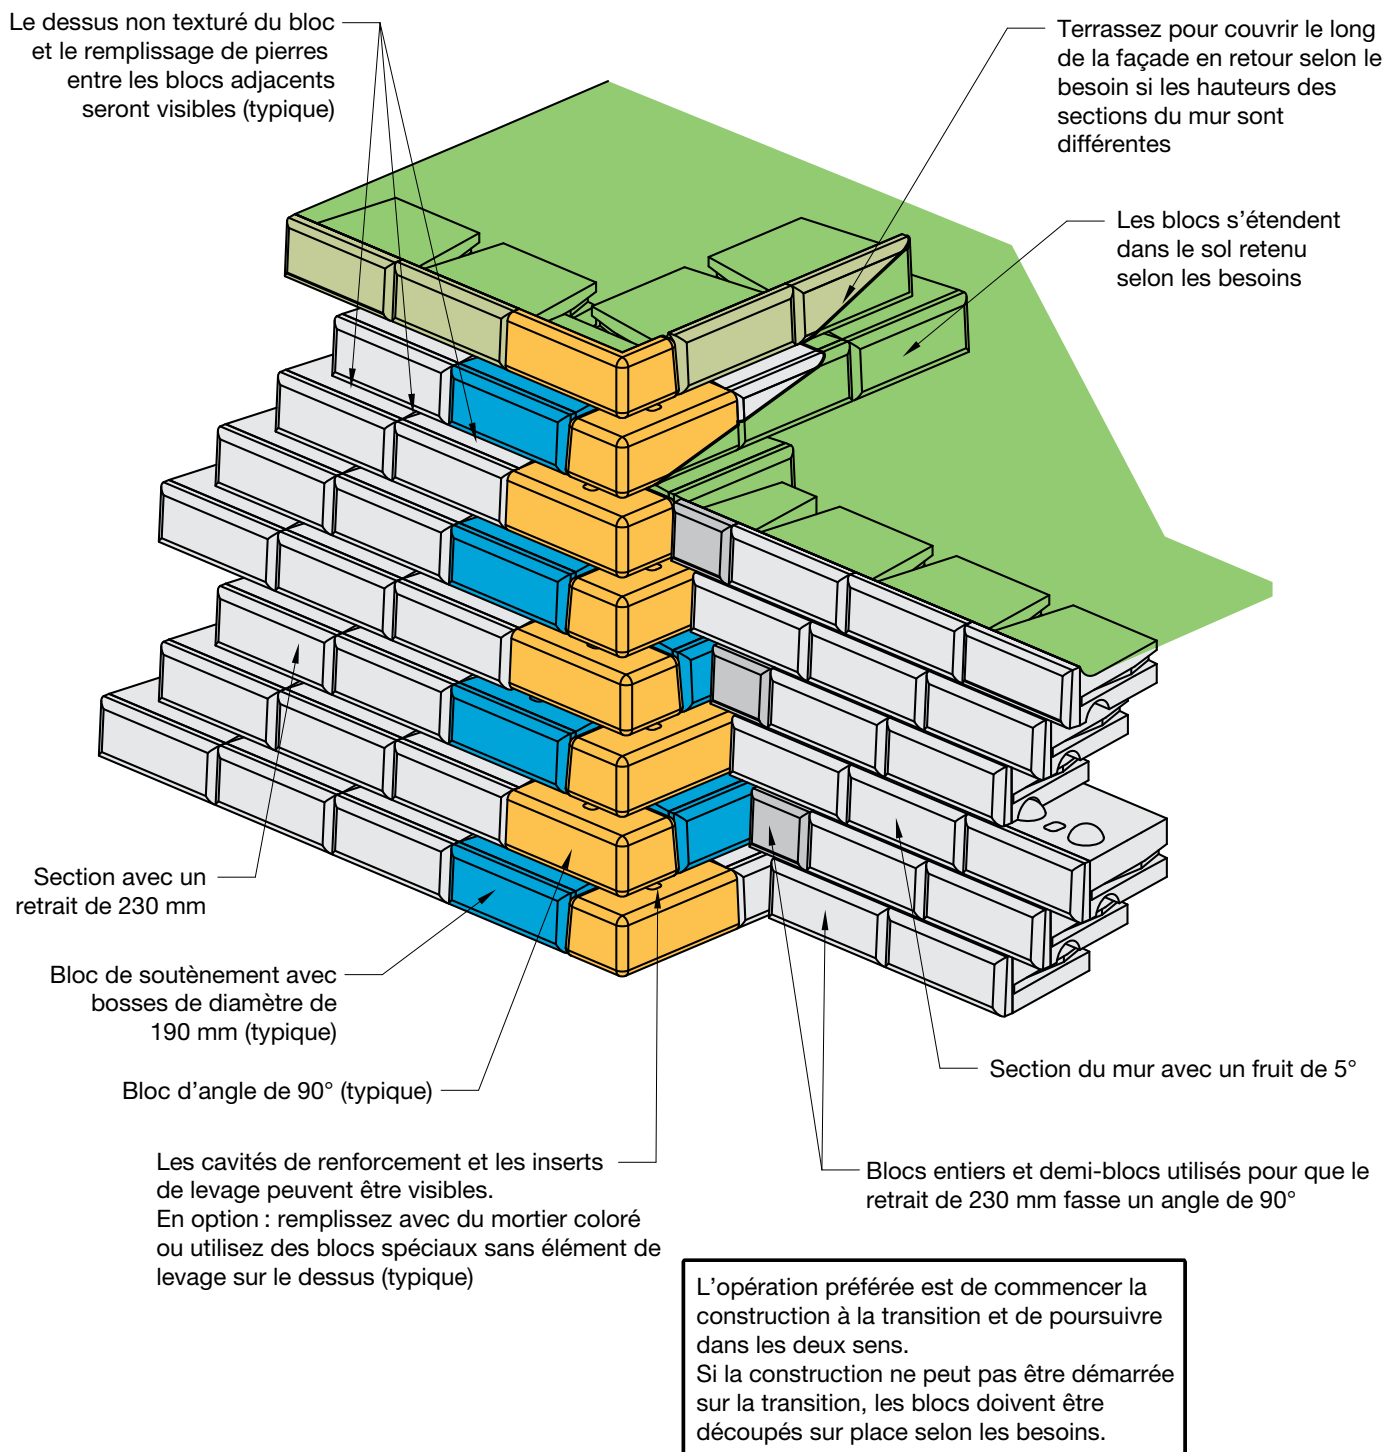 Le dessus non texturé du bloc
et le remplissage de pierres
entre les blocs adjacents
seront visibles (typique)
Terrassez pour couvrir le long
de la façade en retour selon le
besoin si les hauteurs des
sections du mur sont
différentes
Les blocs s’étendent
dans le sol retenu
selon les besoins
Section avec un
retrait de 230 mm
Bloc de soutènement avec
bosses de diamètre de
190 mm (typique)
Bloc d’angle de 90° (typique)
Les cavités de renforcement et les inserts
de levage peuvent être visibles.
En option : remplissez avec du mortier coloré
ou utilisez des blocs spéciaux sans élément de
levage sur le dessus (typique)
Section du mur avec un fruit de 5°
Blocs entiers et demi-blocs utilisés pour que le
retrait de 230 mm fasse un angle de 90°
L’opération préférée est de commencer la
construction à la transition et de poursuivre
dans les deux sens.
Si la construction ne peut pas être démarrée
sur la transition, les blocs doivent être
découpés sur place selon les besoins.